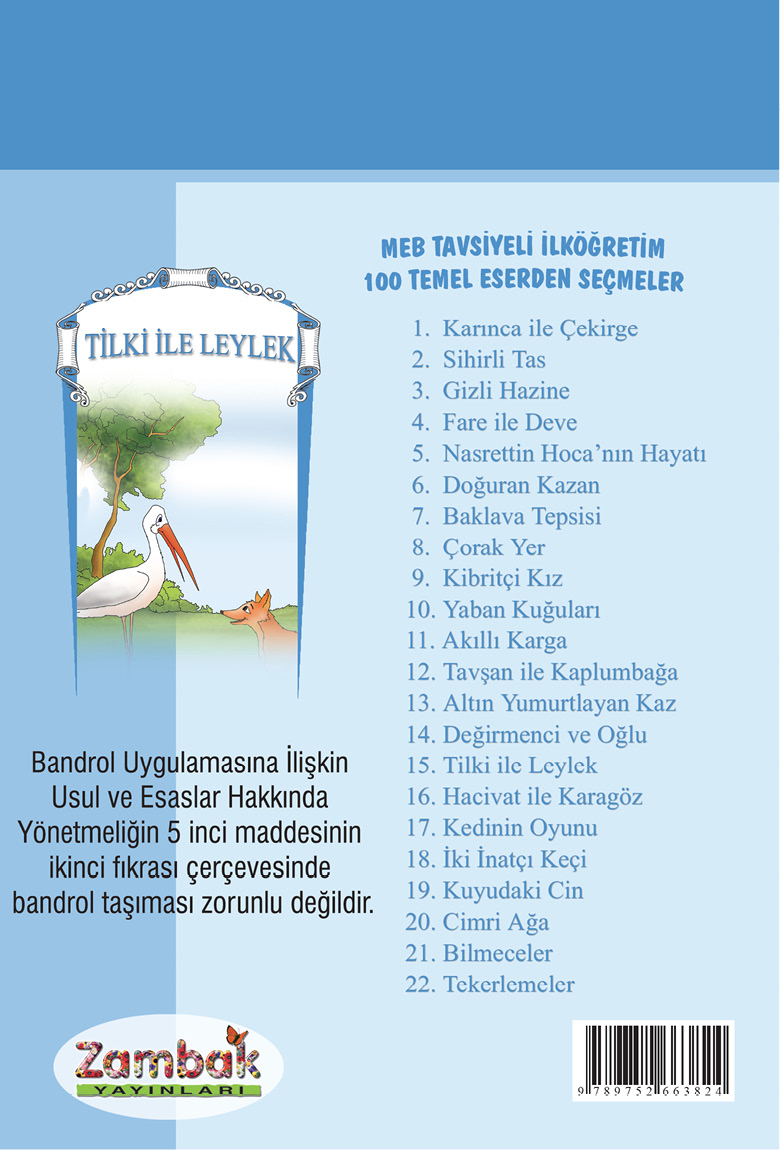 MEB TAVSİYELİ İLKÖĞRETİM
100 TEMEL ESERDEN SEÇMELER
TİLKİ İLE LEYLEK
1. Karınca ile Çekirge
2. Sihirli Tas
3. Gizli Hazine
4. Fare ile Deve
5. Nasrettin Hoca’nın Hayatı
6. Doğuran Kazan
7. Baklava Tepsisi
8. Çorak Yer
9. Kibritçi Kız
10. Yaban Kuğuları
11. Akıllı Karga
12. Tavşan ile Kaplumbağa
13. Altın Yumurtlayan Kaz
14. Değirmenci ve Oğlu
15. Tilki ile Leylek
16. Hacivat ile Karagöz
17. Kedinin Oyunu
18. İki İnatçı Keçi
19. Kuyudaki Cin
20. Cimri Ağa
21. Bilmeceler
22. Tekerlemeler
Bandrol Uygulamasına İlişkin
Usul ve Esaslar Hakkında
Yönetmeliğin 5 inci maddesinin
ikinci fıkrası çerçevesinde
bandrol taşıması zorunlu değildir.
Zambak
YAYINLARI
9 789752 663824